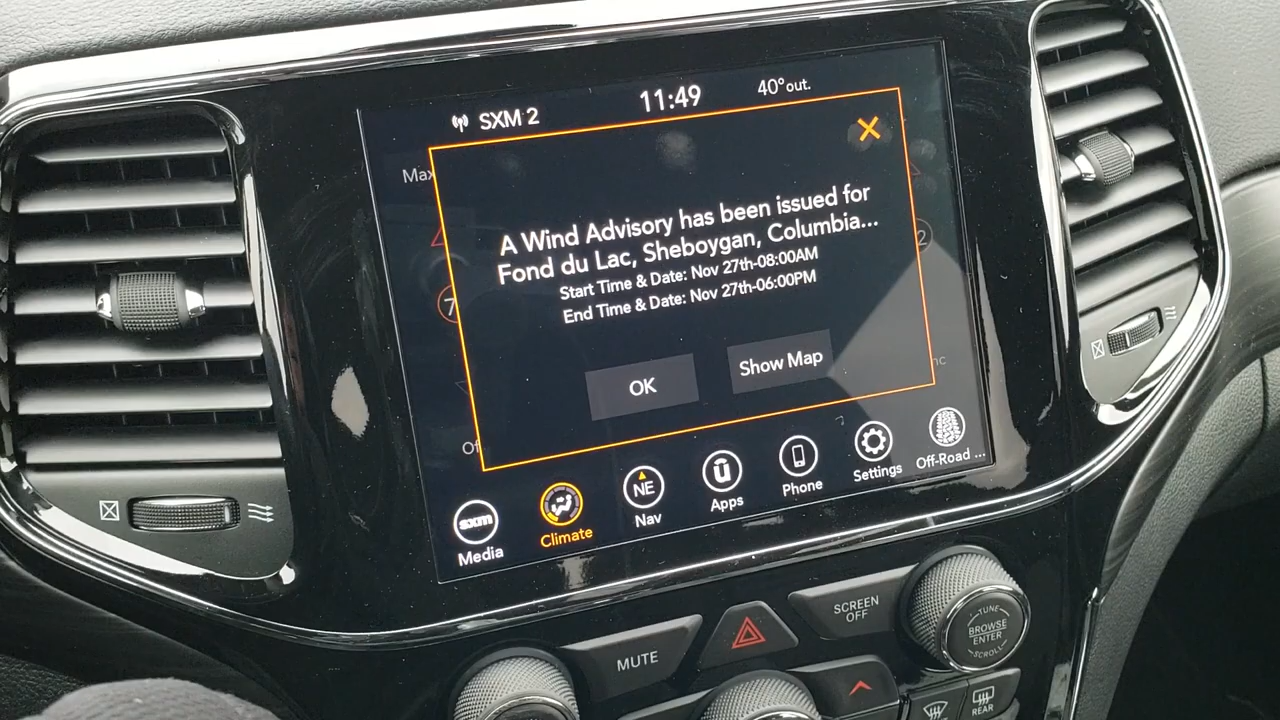 SXM 2
11:49
40° out.
Max
A Wind Advisory has been issued for
Fond du Lac, Sheboygan, Columbia...
Start Time & Date: Nov 27th-08:00AM
End Time & Date: Nov 27th-06:00PM
OK
Show Map
sxm
Media
Climate
NE
Nav
Apps
Phone
Settings
Off-Road ...
MUTE
SCREEN
OFF
TUNE
BROWSE
ENTER
SCROLL
REAR